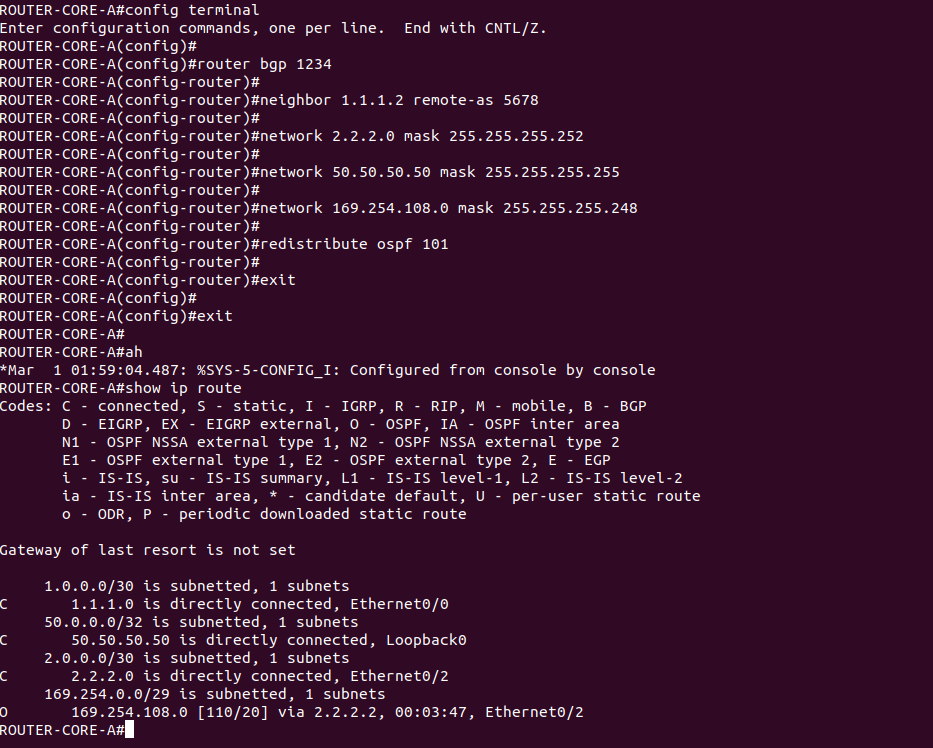 ROUTER-CORE-A#config terminal
Enter configuration commands, one per line.  End with CNTL/Z.
ROUTER-CORE-A(config)#
ROUTER-CORE-A(config)#router bgp 1234
ROUTER-CORE-A(config-router)#
ROUTER-CORE-A(config-router)#neighbor 1.1.1.2 remote-as 5678
ROUTER-CORE-A(config-router)#
ROUTER-CORE-A(config-router)#network 2.2.2.0 mask 255.255.255.252
ROUTER-CORE-A(config-router)#
ROUTER-CORE-A(config-router)#network 50.50.50.50 mask 255.255.255.255
ROUTER-CORE-A(config-router)#
ROUTER-CORE-A(config-router)#network 169.254.108.0 mask 255.255.255.248
ROUTER-CORE-A(config-router)#
ROUTER-CORE-A(config-router)#redistribute ospf 101
ROUTER-CORE-A(config-router)#
ROUTER-CORE-A(config-router)#exit
ROUTER-CORE-A(config)#
ROUTER-CORE-A(config)#exit
ROUTER-CORE-A#
ROUTER-CORE-A#ah
*Mar  1 01:59:04.487: %SYS-5-CONFIG_I: Configured from console by console
ROUTER-CORE-A#show ip route
Codes: C - connected, S - static, I - IGRP, R - RIP, M - mobile, B - BGP
       D - EIGRP, EX - EIGRP external, O - OSPF, IA - OSPF inter area
       N1 - OSPF NSSA external type 1, N2 - OSPF NSSA external type 2
       E1 - OSPF external type 1, E2 - OSPF external type 2, E - EGP
       i - IS-IS, su - IS-IS summary, L1 - IS-IS level-1, L2 - IS-IS level-2
       ia - IS-IS inter area, * - candidate default, U - per-user static route
       o - ODR, P - periodic downloaded static route

Gateway of last resort is not set

     1.0.0.0/30 is subnetted, 1 subnets
C       1.1.1.0 is directly connected, Ethernet0/0
     50.0.0.0/32 is subnetted, 1 subnets
C       50.50.50.50 is directly connected, Loopback0
     2.0.0.0/30 is subnetted, 1 subnets
C       2.2.2.0 is directly connected, Ethernet0/2
     169.254.0.0/29 is subnetted, 1 subnets
O       169.254.108.0 [110/20] via 2.2.2.2, 00:03:47, Ethernet0/2
ROUTER-CORE-A#